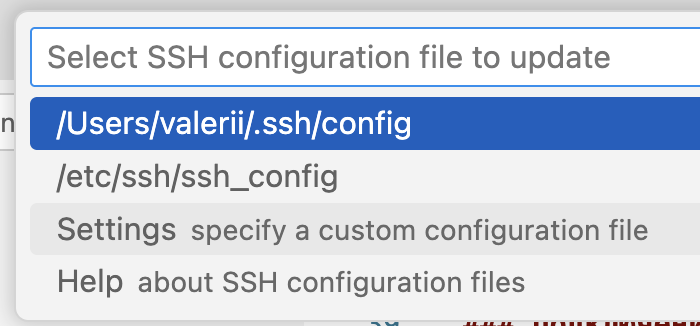 Select SSH configuration file to update
n
/Users/valerii/.ssh/config
/etc/ssh/ssh_config
Settings specify a custom configuration file
Help about SSH configuration files